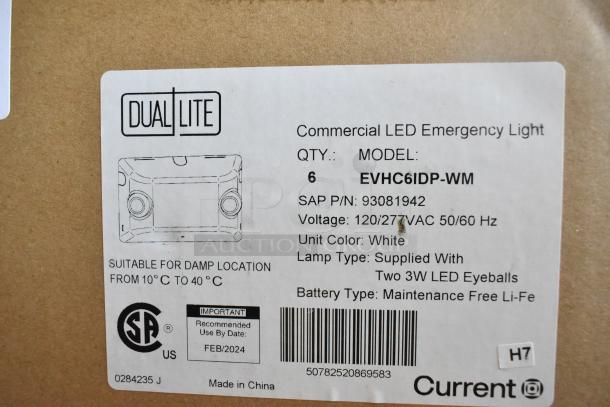 DUAL LITE
Commercial LED Emergency Light
QTY.: MODEL:
6 EVHC6IDP-WM
SAP P/N: 93081942
Voltage: 120/277VAC 50/60 Hz
Unit Color: White
Lamp Type: Supplied With
Two 3W LED Eyeballs
Battery Type: Maintenance Free Li-Fe
SUITABLE FOR DAMP LOCATION
FROM 10°C TO 40°C
SA ® US
IMPORTANT
Recommended
Use By Date:
FEB/2024
50782520869583
H7
0284235 J
Made in China
Current
AUCTION GROUP